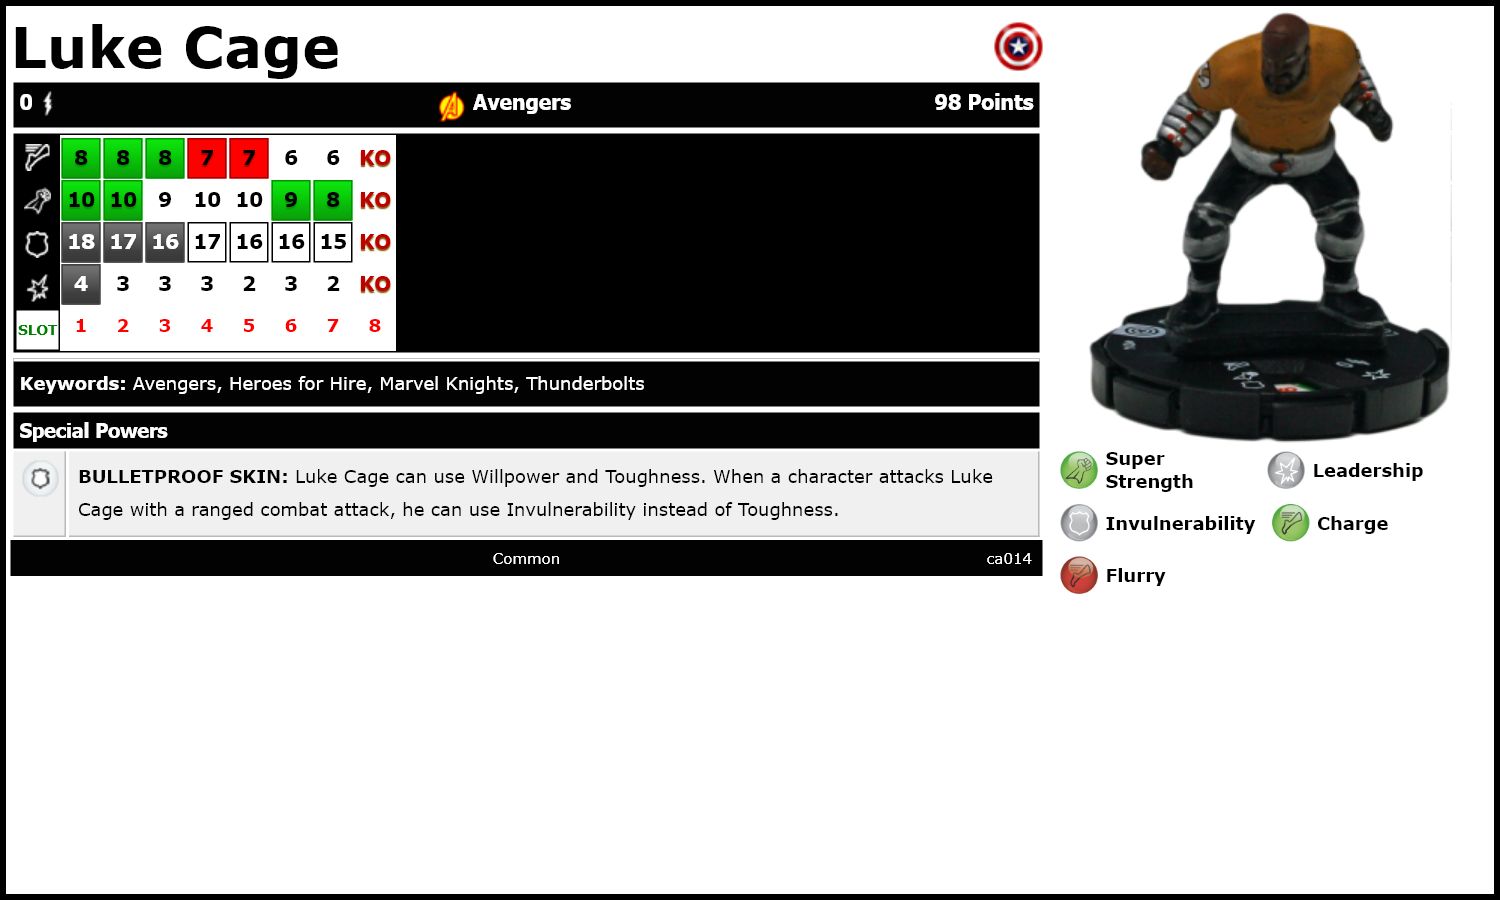 Luke Cage
0 Avengers 98 Points
8 8 8 7 7 6 6 KO
10 10 9 10 10 9 8 KO
18 17 16 17 16 16 15 KO
4 3 3 3 2 3 2 KO
SLOT 1 2 3 4 5 6 7 8
Keywords: Avengers, Heroes for Hire, Marvel Knights, Thunderbolts
Special Powers
BULLETPROOF SKIN: Luke Cage can use Willpower and Toughness. When a character attacks Luke
Cage with a ranged combat attack, he can use Invulnerability instead of Toughness.
Common ca014
Super
Strength
Leadership
Invulnerability
Charge
Flurry